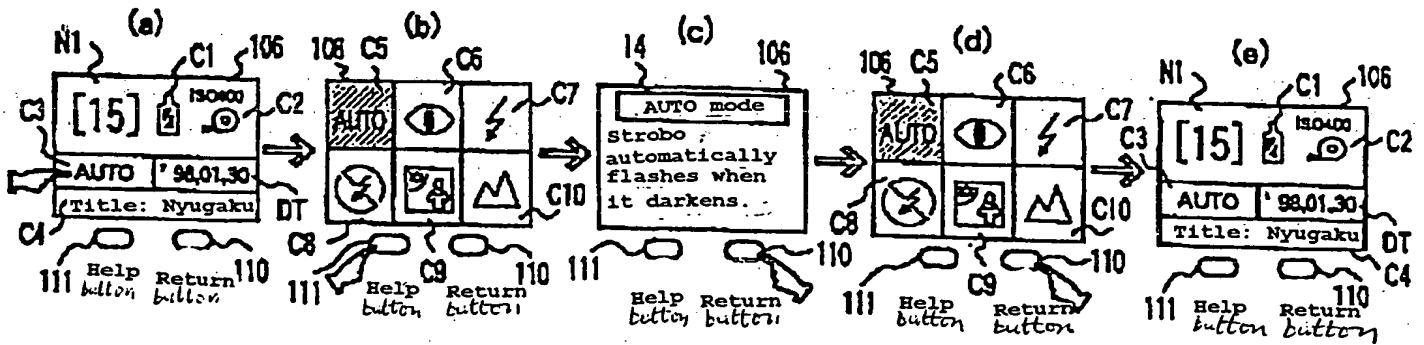 (a) (b) (c) (d) (e)
N1 C1 106
[15] ISO400
C3 C2
AUTO '98,01,30
Title: Nyugaku
C4 DT
111 110
Help Return
button button
106 C5 C6
AUTO C7
C8 C9 C10
111 110
Help Return
button button
14 106
AUTO mode
Strobo ;
automatically
flashes when
it darkens.
111 110
Help Return
button button
106 C5 C6
AUTO C7
C8 C9 C10
111 110
Help Return
button button
N1 C1 106
[15] ISO400
C3 C2
AUTO '98,01,30
Title: Nyugaku
DT
C4
111 110
Help Return
button button